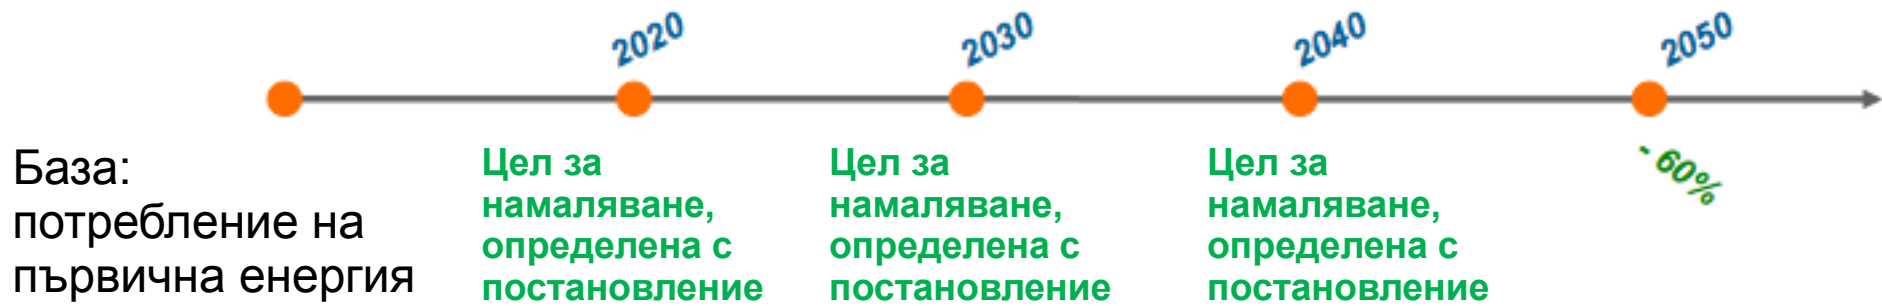 2020
2030
2040
2050
База:
потребление на
първична енергия
Цел за
намаляване,
определена с
постановление
Цел за
намаляване,
определена с
постановление
Цел за
намаляване,
определена с
постановление
- 60%